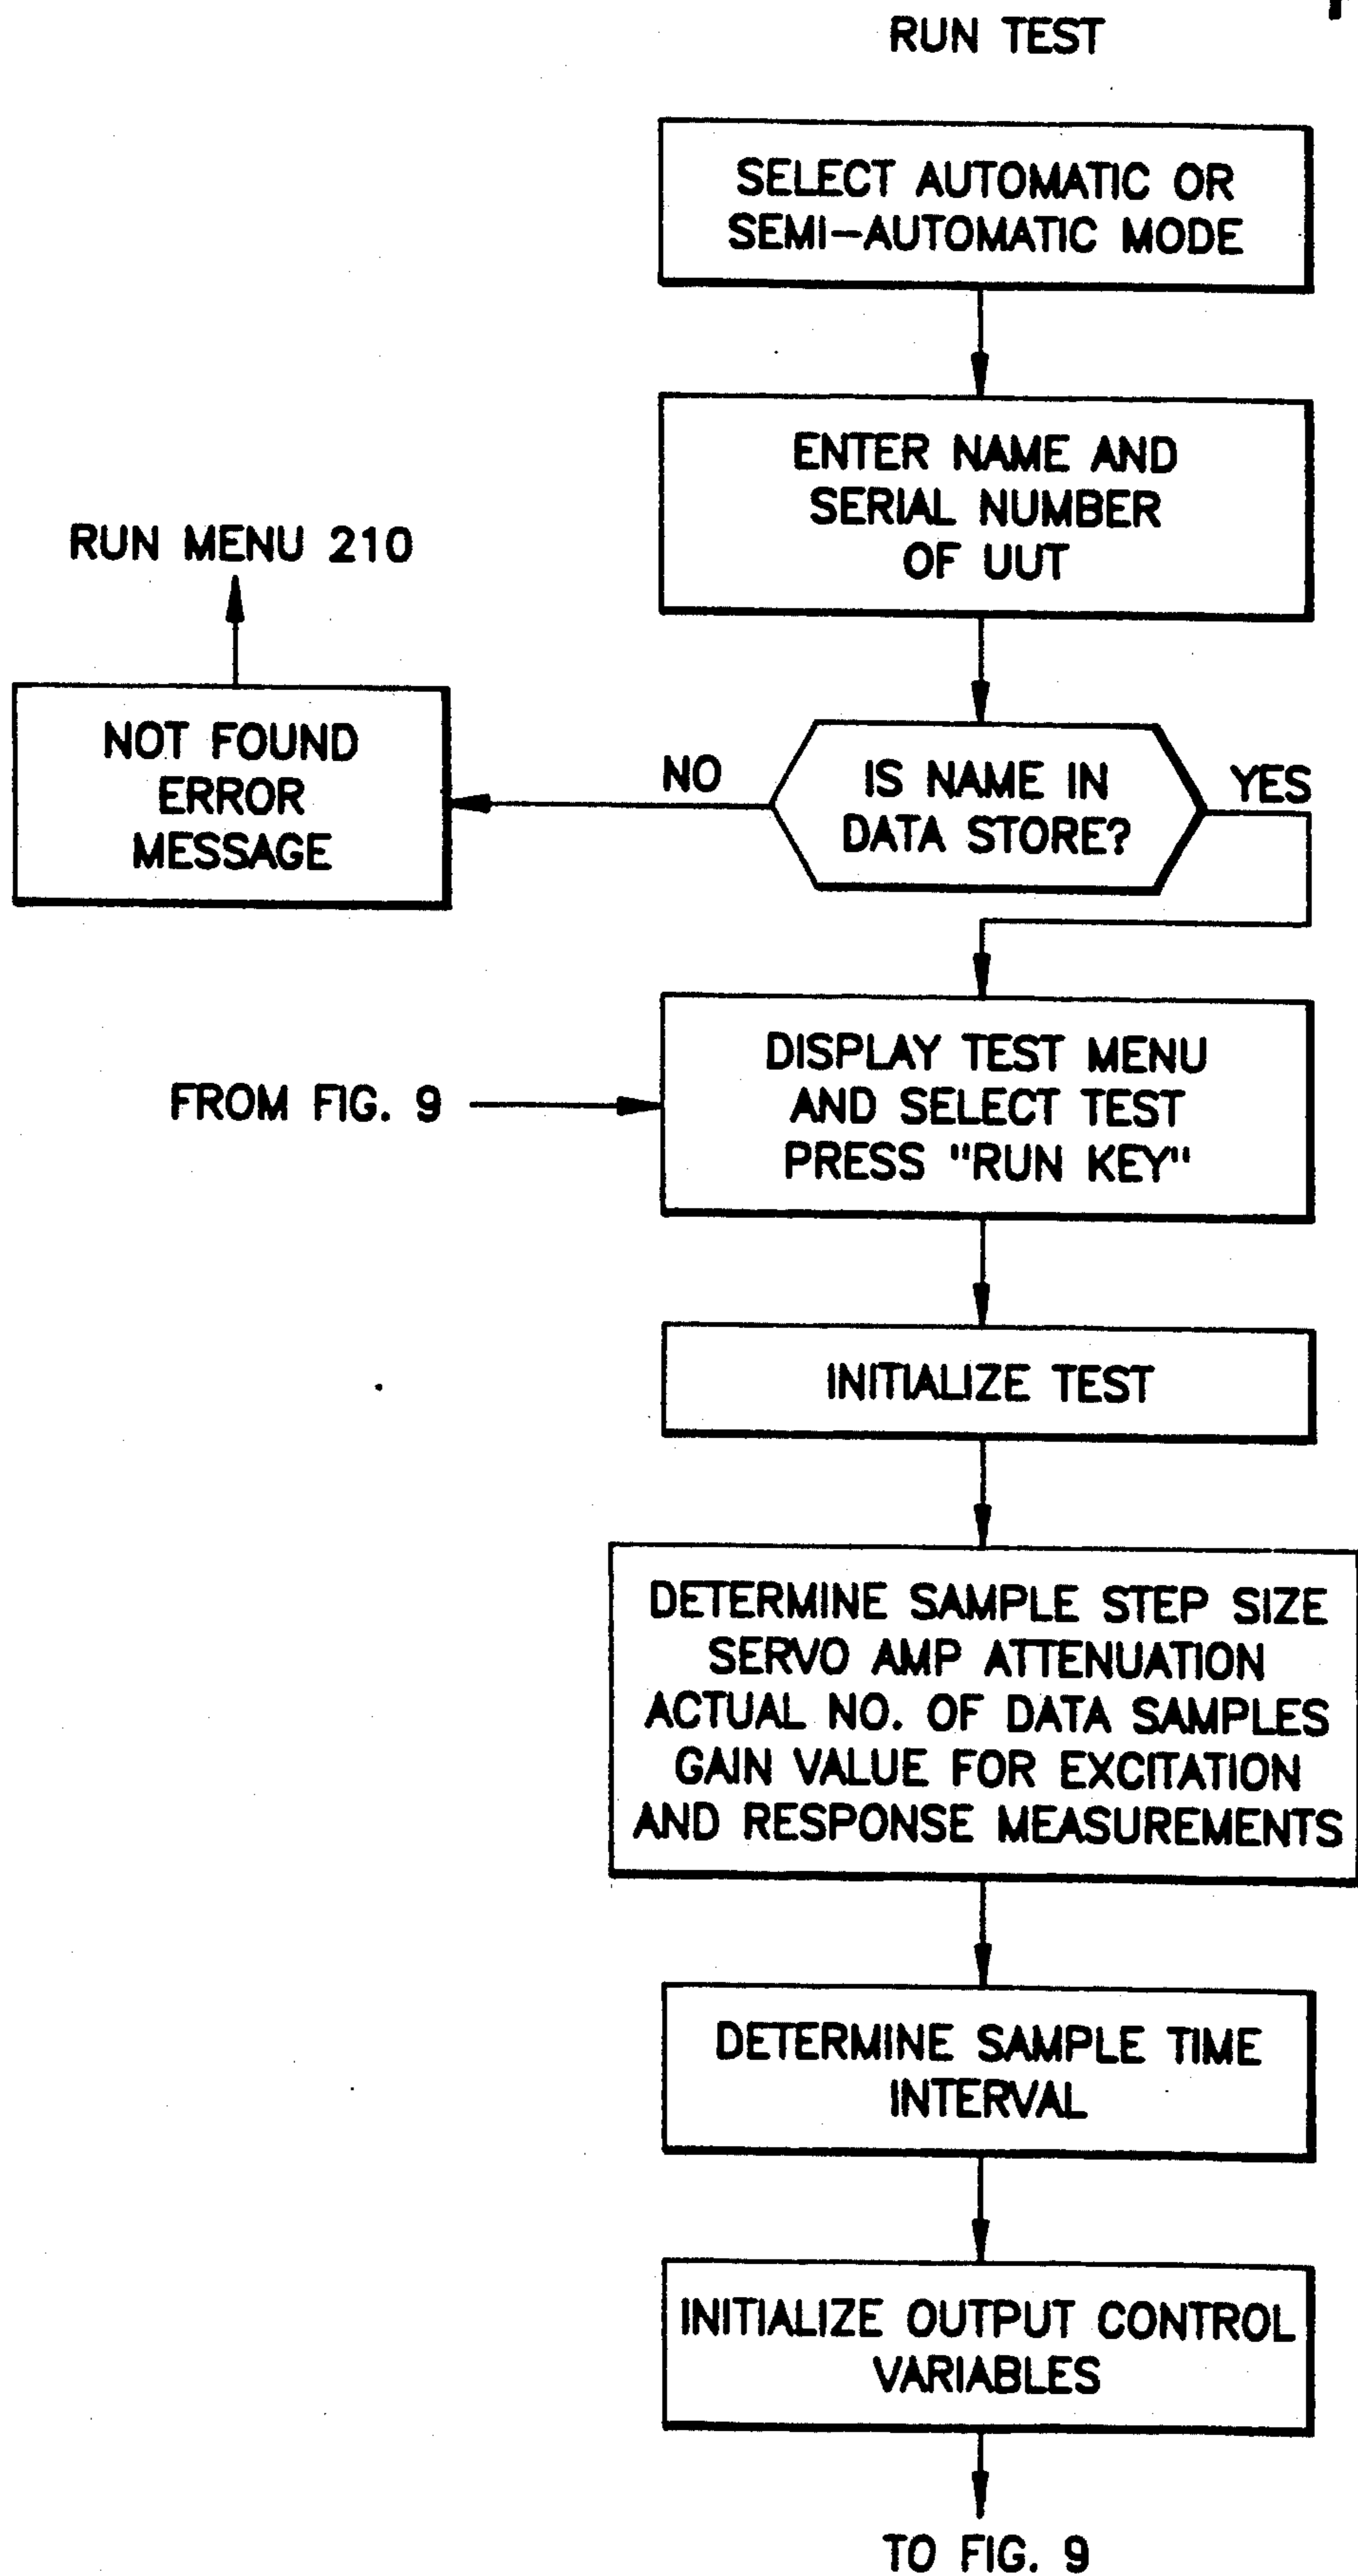 RUN TEST
SELECT AUTOMATIC OR
SEMI-AUTOMATIC MODE
ENTER NAME AND
SERIAL NUMBER
OF UUT
RUN MENU 210
NOT FOUND
ERROR
MESSAGE
NO
IS NAME IN
DATA STORE?
YES
FROM FIG. 9
DISPLAY TEST MENU
AND SELECT TEST
PRESS "RUN KEY"
INITIALIZE TEST
DETERMINE SAMPLE STEP SIZE
SERVO AMP ATTENUATION
ACTUAL NO. OF DATA SAMPLES
GAIN VALUE FOR EXCITATION
AND RESPONSE MEASUREMENTS
DETERMINE SAMPLE TIME
INTERVAL
INITIALIZE OUTPUT CONTROL
VARIABLES
TO FIG. 9